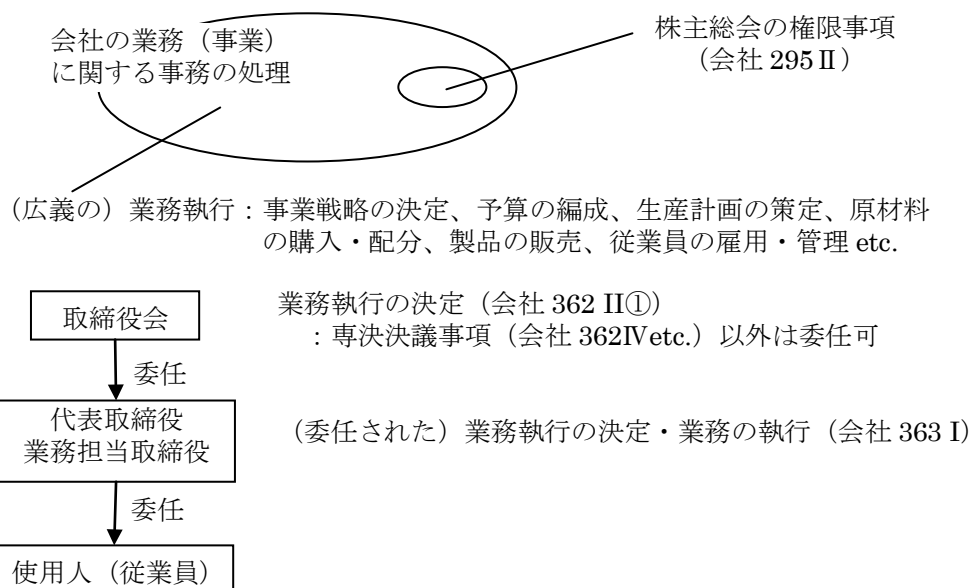 会社の業務（事業）
に関する事務の処理
株主総会の権限事項
（会社 295Ⅱ）
（広義の）業務執行：事業戦略の決定、予算の編成、生産計画の策定、原材料
の購入・配分、製品の販売、従業員の雇用・管理 etc.
取締役会
業務執行の決定（会社 362 II①）
：専決決議事項（会社 362Ⅳetc.）以外は委任可
委任
代表取締役
業務担当取締役
（委任された）業務執行の決定・業務の執行（会社 363 I）
委任
使用人（従業員）